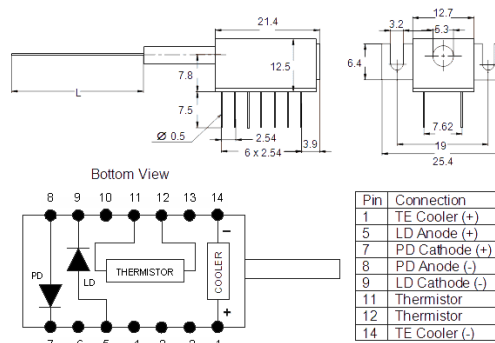 21.4
12.7
3.2
5.3
6.4
7.8
12.5
L
7.5
Ø 0.5
2.54
3.9
6 x 2.54
7.62
19
25.4
Bottom View
8 9 10 11 12 13 14
PD
LD
THERMISTOR
COOLER
−
+
7 6 5 4 3 2 1
Pin Connection
1 TE Cooler (+)
5 LD Anode (+)
7 PD Cathode (+)
8 PD Anode (-)
9 LD Cathode (-)
11 Thermistor
12 Thermistor
14 TE Cooler (-)